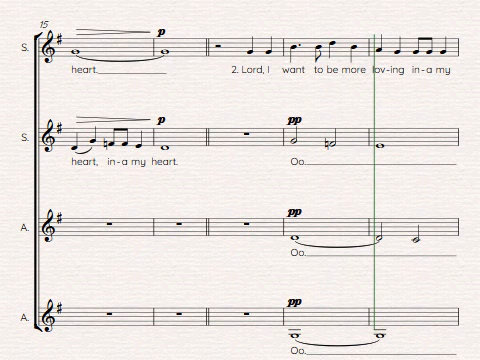 15
p
S.
heart.
2. Lord, I want to be more lov-ing in-a my
p
pp
S.
heart, in-a my heart.
Oo
pp
A.
Oo
pp
A.
Oo